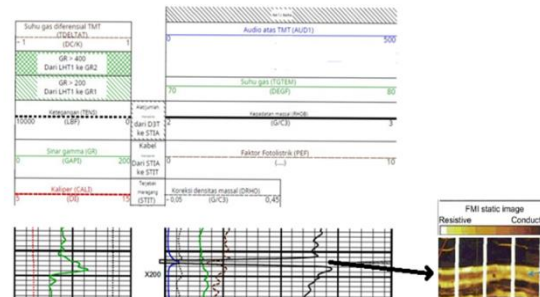 Suhu gas diferensial TMT
(TDELTAT)
-1 (DC/K) 1
Audio atas TMT (AUD1)
0 500
GR > 400
Dari LHT1 ke GR2
GR > 200
Dari LHT1 ke GR1
Suhu gas (TGTEM)
70 (DEGF) 80
Ketegangan (TENS)
10000 (LBF) 0
dari D3T
ke STIA
Kepadatan massal (RHOB)
2 (G/C3) 3
Kabel
Dari STIA
ke STIT
Sinar gamma (GR)
0 (GAPI) 200
Faktor Fotolistrik (PEF)
0 (...) 10
Kaliper (CALI)
5 15
(STIT)
Koreksi densitas massal (DRHO)
-0,05 (G/C3) 0,45
X200
FMI static image
Resistive Conduct